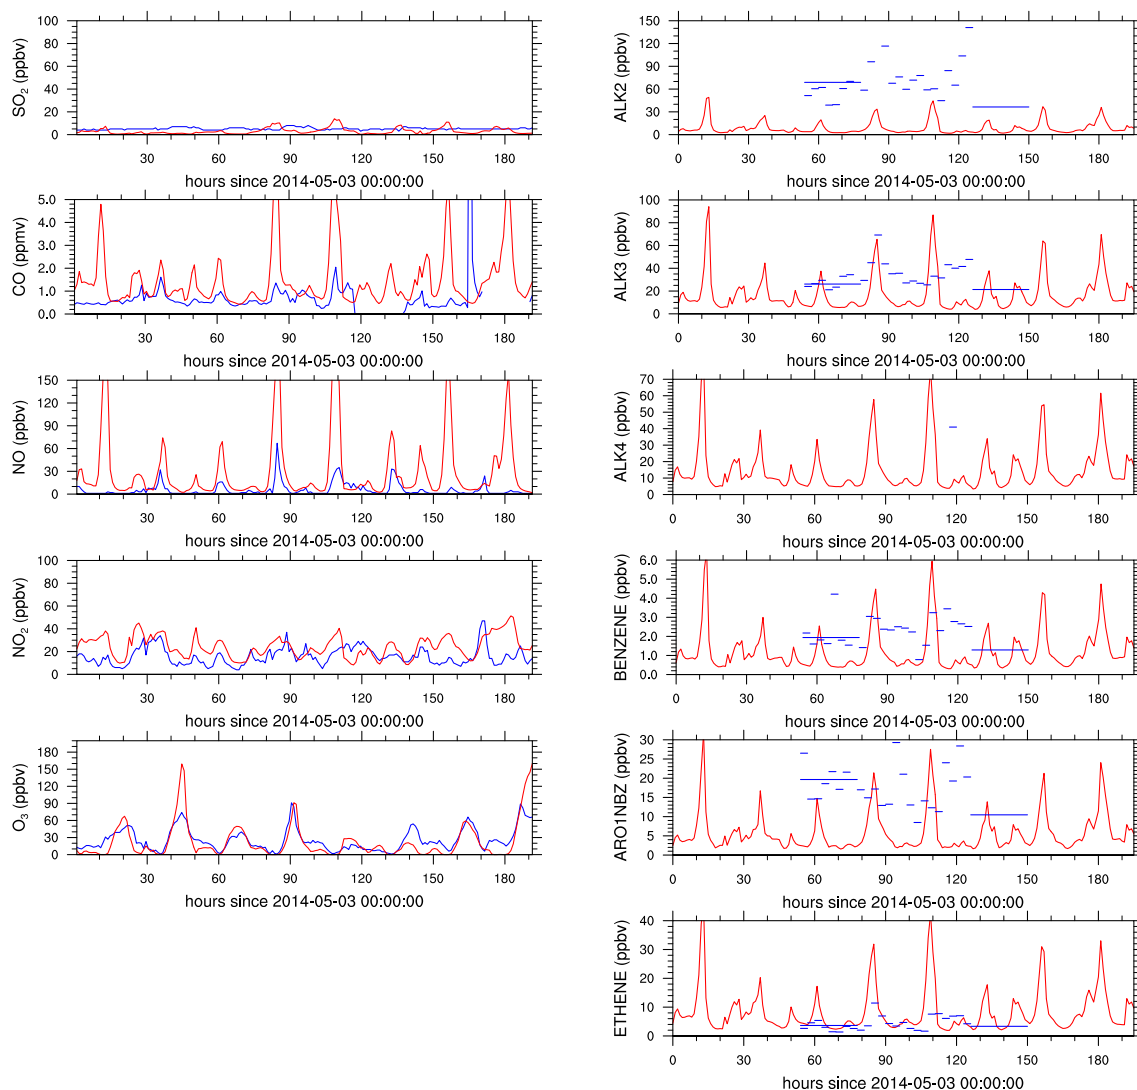 SO2 (ppbv)
100
80
60
40
20
0
30 60 90 120 150 180
hours since 2014-05-03 00:00:00
CO (ppmv)
5.0
4.0
3.0
2.0
1.0
0.0
30 60 90 120 150 180
hours since 2014-05-03 00:00:00
NO (ppbv)
150
120
90
60
30
0
30 60 90 120 150 180
hours since 2014-05-03 00:00:00
NO2 (ppbv)
100
80
60
40
20
0
30 60 90 120 150 180
hours since 2014-05-03 00:00:00
O3 (ppbv)
180
150
120
90
60
30
0
30 60 90 120 150 180
hours since 2014-05-03 00:00:00
ALK2 (ppbv)
150
120
90
60
30
0
0 30 60 90 120 150 180
hours since 2014-05-03 00:00:00
ALK3 (ppbv)
100
80
60
40
20
0
0 30 60 90 120 150 180
hours since 2014-05-03 00:00:00
ALK4 (ppbv)
70
60
50
40
30
20
10
0
0 30 60 90 120 150 180
hours since 2014-05-03 00:00:00
BENZENE (ppbv)
6.0
5.0
4.0
3.0
2.0
1.0
0.0
0 30 60 90 120 150 180
hours since 2014-05-03 00:00:00
ARO1NBZ (ppbv)
30
25
20
15
10
5
0
0 30 60 90 120 150 180
hours since 2014-05-03 00:00:00
ETHENE (ppbv)
40
30
20
10
0
0 30 60 90 120 150 180
hours since 2014-05-03 00:00:00